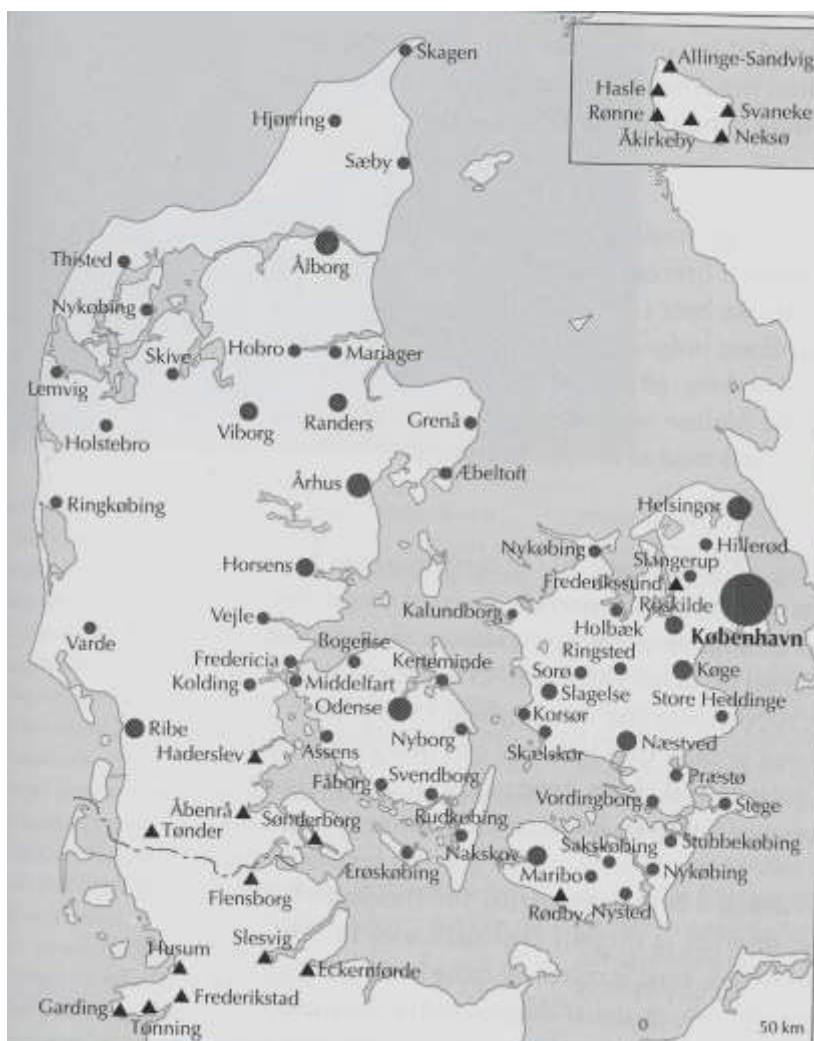 Skagen
Allinge-Sandvig
Hasle
Rønne
Svaneke
Åkirkeby
Neksø
Hjørring
Sæby
Thisted
Ålborg
Nykøbing
Hobro
Mariager
Skive
Lemvig
Viborg
Randers
Grenå
Holstebro
Æbeltoft
Århus
Ringkøbing
Helsingør
Hillerød
Nykøbing
Slangerup
Horsens
Frederikssund
Kalundborg
Roskilde
Vejle
Holbæk
København
Varde
Bogense
Ringsted
Fredericia
Kerteminde
Sorø
Køge
Kolding
Middelfart
Slagelse
Store Heddinge
Odense
Korsør
Ribe
Nyborg
Næstved
Haderslev
Assens
Skælskør
Fåborg
Svendborg
Præstø
Vordingborg
Stege
Åbenrå
Sønderborg
Rudkøbing
Tønder
Stubbekøbing
Sakskøbing
Nakskov
Ærøskøbing
Maribo
Nykøbing
Flensborg
Rødby
Nysted
Slesvig
Husum
Eckernførde
Frederikstad
Garding
Tønning
0
50 km